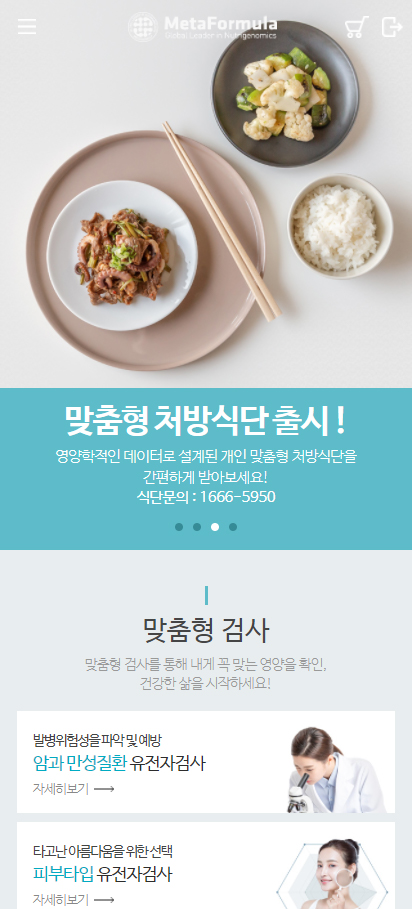 MetaFormula
Global Leader in Nutrigenomics
맞춤형 처방식단 출시 !
영양학적인 데이터로 설계된 개인 맞춤형 처방식단을
간편하게 받아보세요!
식단문의 : 1666-5950
맞춤형 검사
맞춤형 검사를 통해 내게 꼭 맞는 영양을 확인,
건강한 삶을 시작하세요!
발병위험성을 파악 및 예방
암과 만성질환 유전자검사
자세히보기
타고난 아름다움을 위한 선택
피부타입 유전자검사
자세히보기